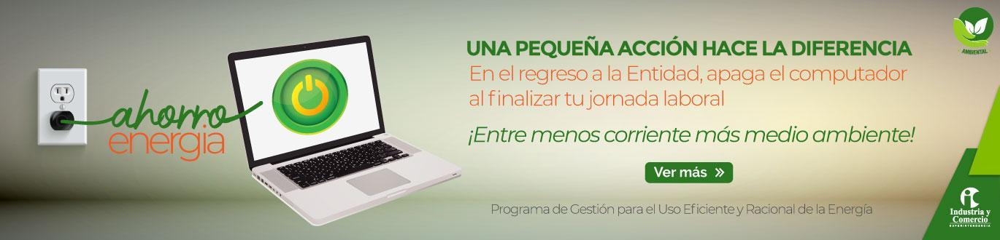 ahorro
energia
UNA PEQUEÑA ACCIÓN HACE LA DIFERENCIA
En el regreso a la Entidad, apaga el computador
al finalizar tu jornada laboral
¡Entre menos corriente más medio ambiente!
Ver más »
Programa de Gestión para el Uso Eficiente y Racional de la Energía
AMBIENTAL
Industria y
Comercio
SUPERINTENDENCIA